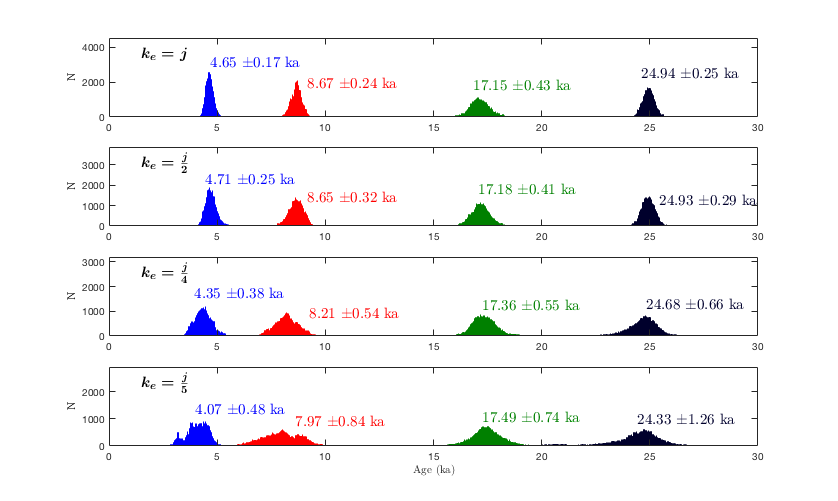 4000
2000
0
N
k_e = j
4.65 ±0.17 ka
8.67 ±0.24 ka
17.15 ±0.43 ka
24.94 ±0.25 ka
0 5 10 15 20 25 30
3000
2000
1000
0
N
k_e = j/2
4.71 ±0.25 ka
8.65 ±0.32 ka
17.18 ±0.41 ka
24.93 ±0.29 ka
0 5 10 15 20 25 30
3000
2000
1000
0
N
k_e = j/4
4.35 ±0.38 ka
8.21 ±0.54 ka
17.36 ±0.55 ka
24.68 ±0.66 ka
0 5 10 15 20 25 30
2000
1000
0
N
k_e = j/5
4.07 ±0.48 ka
7.97 ±0.84 ka
17.49 ±0.74 ka
24.33 ±1.26 ka
0 5 10 15 20 25 30
Age (ka)